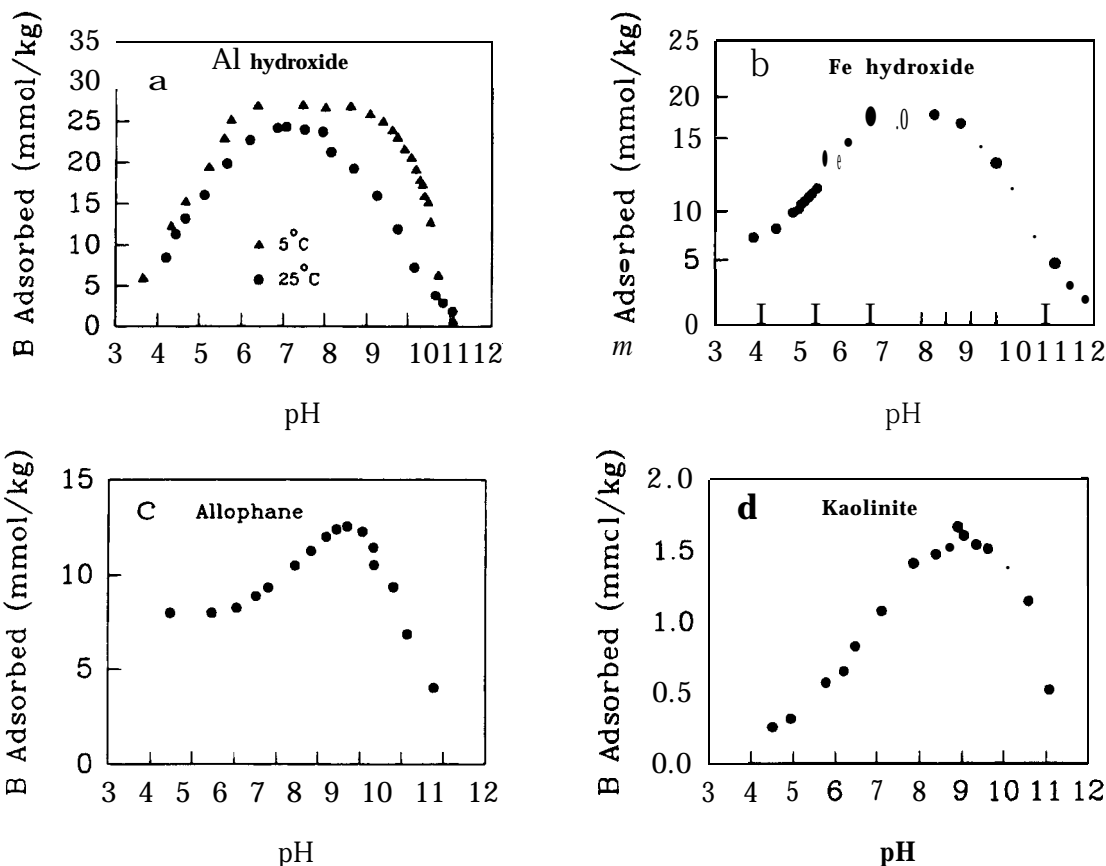 a
Al hydroxide
B Adsorbed (mmol/kg)
35
30
25
20
15
10
5
0
5°C
25°C
3 4 5 6 7 8 9 10 11 12
pH
b
Fe hydroxide
Adsorbed (mmol/kg)
m
25
20
15
10
5
0
3 4 5 6 7 8 9 10 11 12
pH
C
Allophane
B Adsorbed (mmol/kg)
15
10
5
0
3 4 5 6 7 8 9 10 11 12
pH
d
Kaolinite
B Adsorbed (mmcl/kg)
2.0
1.5
1.0
0.5
0.0
3 4 5 6 7 8 9 10 11 12
pH